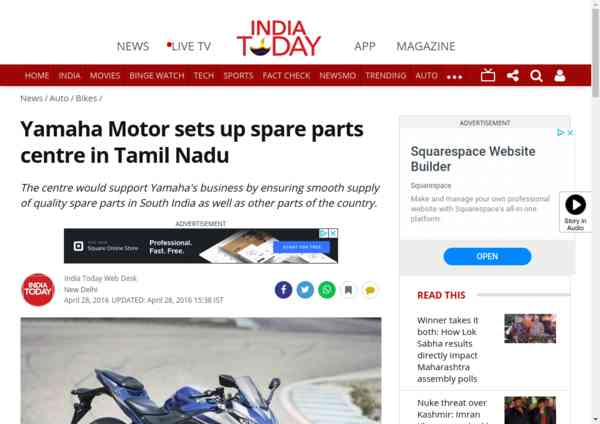 NEWS
LIVE TV
INDIA
TODAY
APP
MAGAZINE
HOME INDIA MOVIES BINGE WATCH TECH SPORTS FACT CHECK NEWSMO TRENDING AUTO
News / Auto / Bikes /
Yamaha Motor sets up spare parts
centre in Tamil Nadu
The centre would support Yamaha's business by ensuring smooth supply
of quality spare parts in South India as well as other parts of the country.
ADVERTISEMENT
Square Online Store
Professional.
Fast. Free.
START FOR FREE
INDIA
TODAY
India Today Web Desk
New Delhi
April 28, 2016 UPDATED: April 28, 2016 15:38 IST
ADVERTISEMENT
Squarespace Website
Builder
Squarespace
Make and manage your own professional
website with Squarespace's all-in-one
platform
OPEN
Story in
Audio
READ THIS
Winner takes it
both: How Lok
Sabha results
directly impact
Maharashtra
assembly polls
Nuke threat over
Kashmir: Imran